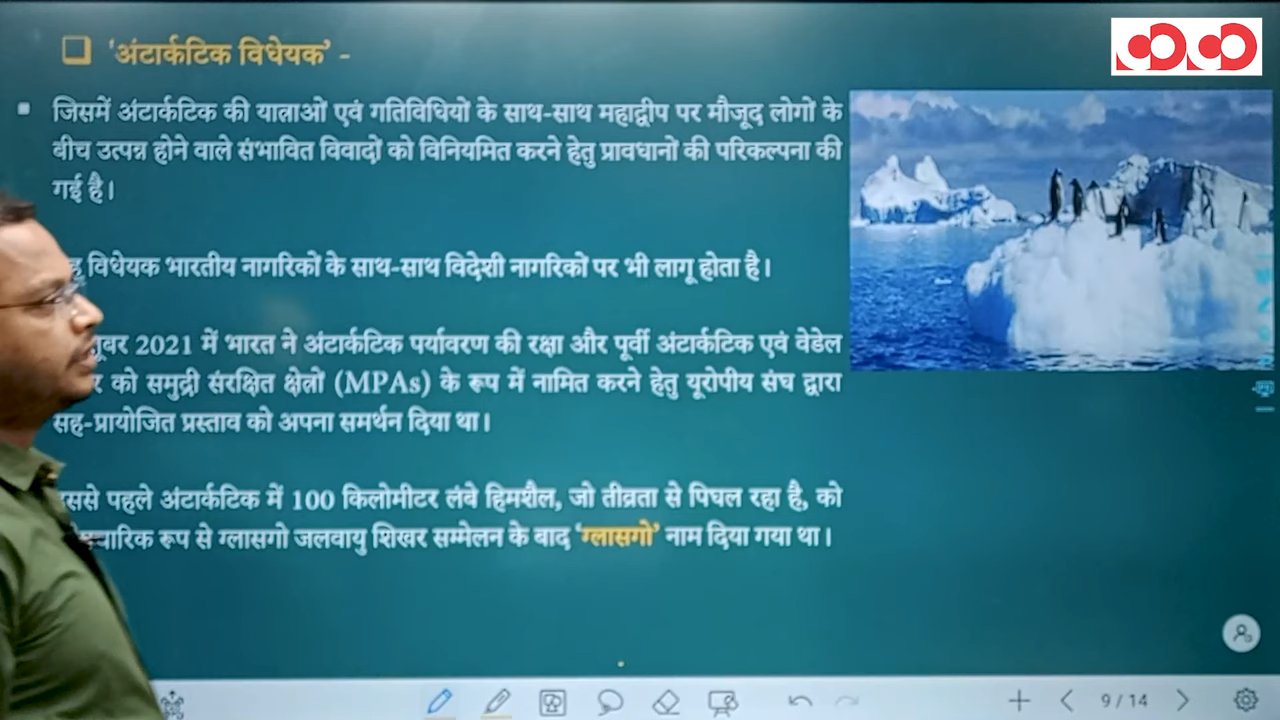 'अंटार्कटिक विधेयक' -
जिसमें अंटार्कटिक की यात्राओं एवं गतिविधियों के साथ-साथ महाद्वीप पर मौजूद लोगों के
बीच उत्पन्न होने वाले संभावित विवादों को विनियमित करने हेतु प्रावधानों की परिकल्पना की
गई है।
विधेयक भारतीय नागरिकों के साथ-साथ विदेशी नागरिकों पर भी लागू होता है।
2021 में भारत ने अंटार्कटिक पर्यावरण की रक्षा और पूर्वी अंटार्कटिक एवं वेडेल
को समुद्री संरक्षित क्षेत्रों (MPAs) के रूप में नामित करने हेतु यूरोपीय संघ द्वारा
सह-प्रायोजित प्रस्ताव को अपना समर्थन दिया था।
पहले अंटार्कटिक में 100 किलोमीटर लंबे हिमशैल, जो तीव्रता से पिघल रहा है, को
रूप से ग्लासगो जलवायु शिखर सम्मेलन के बाद 'ग्लासगो' नाम दिया गया था।
9 / 14